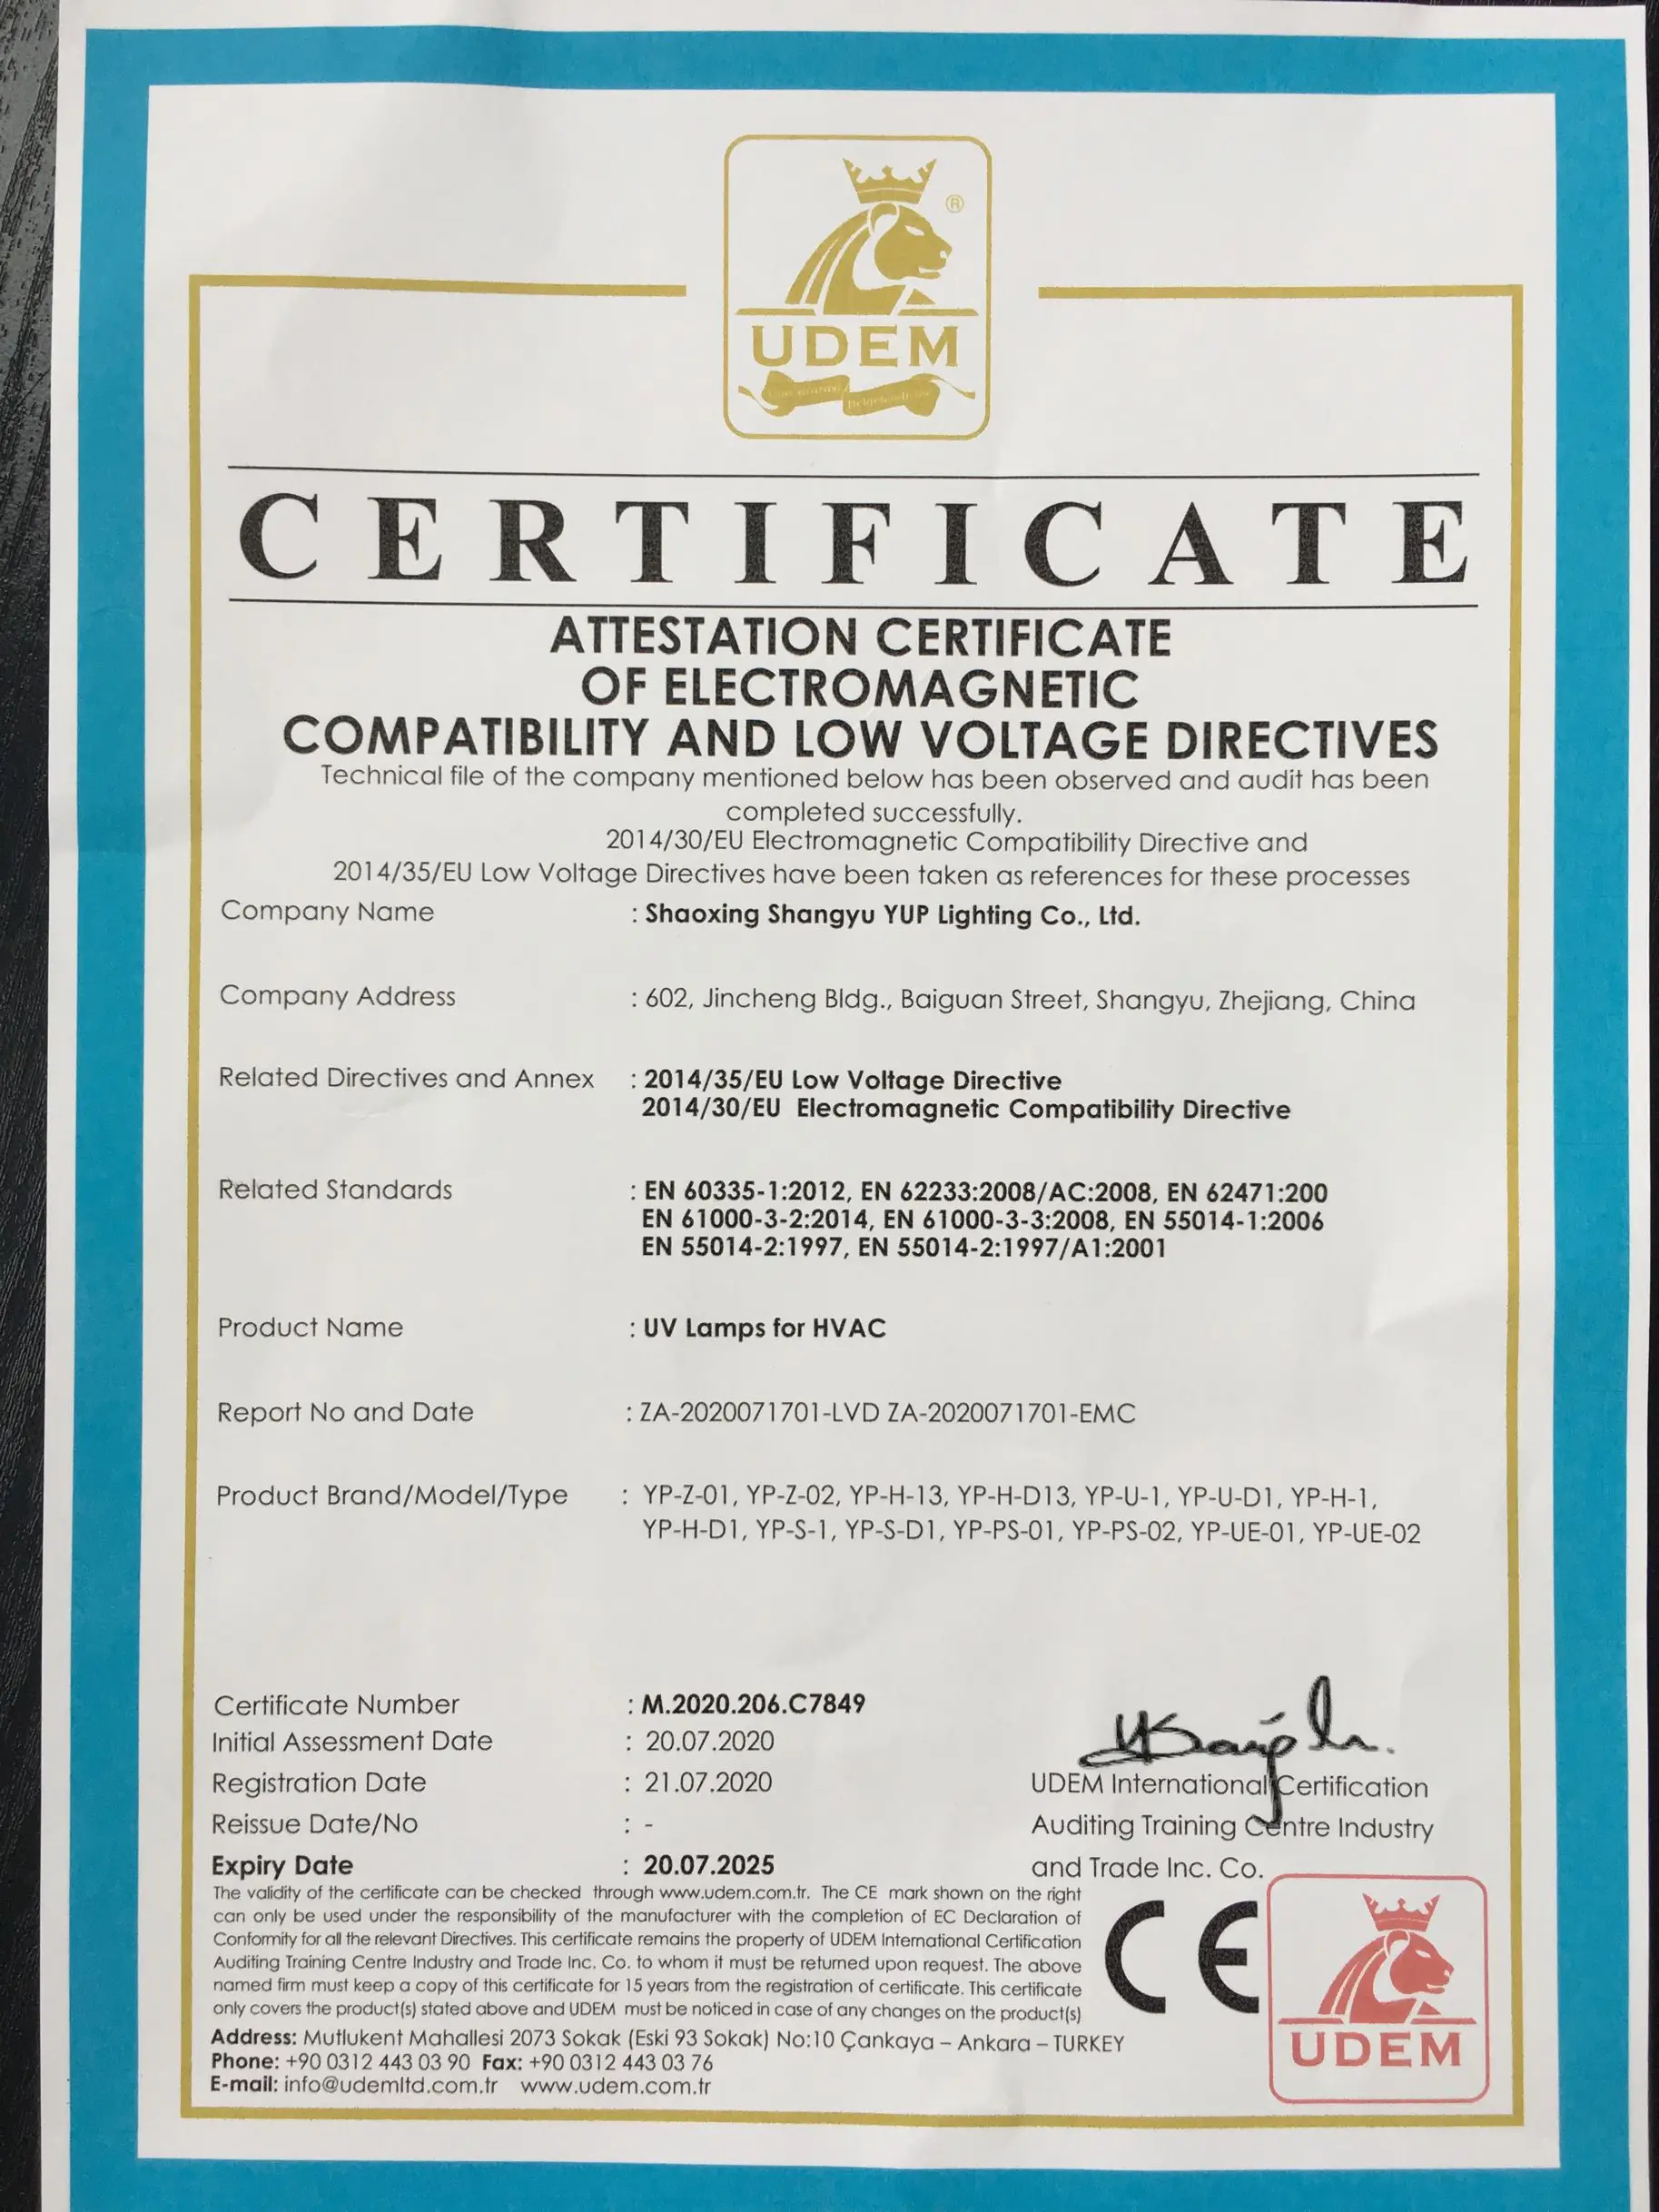 ®
UDEM
CERTIFICATE
ATTESTATION CERTIFICATE
OF ELECTROMAGNETIC
COMPATIBILITY AND LOW VOLTAGE DIRECTIVES
Technical file of the company mentioned below has been observed and audit has been
completed successfully.
2014/30/EU Electromagnetic Compatibility Directive and
2014/35/EU Low Voltage Directives have been taken as references for these processes
Company Name : Shaoxing Shangyu YUP Lighting Co., Ltd.
Company Address : 602, Jincheng Bldg., Baiguan Street, Shangyu, Zhejiang, China
Related Directives and Annex : 2014/35/EU Low Voltage Directive
2014/30/EU Electromagnetic Compatibility Directive
Related Standards : EN 60335-1:2012, EN 62233:2008/AC:2008, EN 62471:200
EN 61000-3-2:2014, EN 61000-3-3:2008, EN 55014-1:2006
EN 55014-2:1997, EN 55014-2:1997/A1:2001
Product Name : UV Lamps for HVAC
Report No and Date : ZA-2020071701-LVD ZA-2020071701-EMC
Product Brand/Model/Type : YP-Z-01, YP-Z-02, YP-H-13, YP-H-D13, YP-U-1, YP-U-D1, YP-H-1,
YP-H-D1, YP-S-1, YP-S-D1, YP-PS-01, YP-PS-02, YP-UE-01, YP-UE-02
Certificate Number : M.2020.206.C7849
Initial Assessment Date : 20.07.2020
Registration Date : 21.07.2020
Reissue Date/No : -
Expiry Date : 20.07.2025
UDEM International Certification
Auditing Training Centre Industry
and Trade Inc. Co.
The validity of the certificate can be checked through www.udem.com.tr. The CE mark shown on the right
can only be used under the responsibility of the manufacturer with the completion of EC Declaration of
Conformity for all the relevant Directives. This certificate remains the property of UDEM International Certification
Auditing Training Centre Industry and Trade Inc. Co. to whom it must be returned upon request. The above
named firm must keep a copy of this certificate for 15 years from the registration of certificate. This certificate
only covers the product(s) stated above and UDEM must be noticed in case of any changes on the product(s)
Address: Mutlukent Mahallesi 2073 Sokak (Eski 93 Sokak) No:10 Çankaya – Ankara – TURKEY
Phone: +90 0312 443 03 90 Fax: +90 0312 443 03 76
E-mail: info@udemltd.com.tr www.udem.com.tr
CE
UDEM